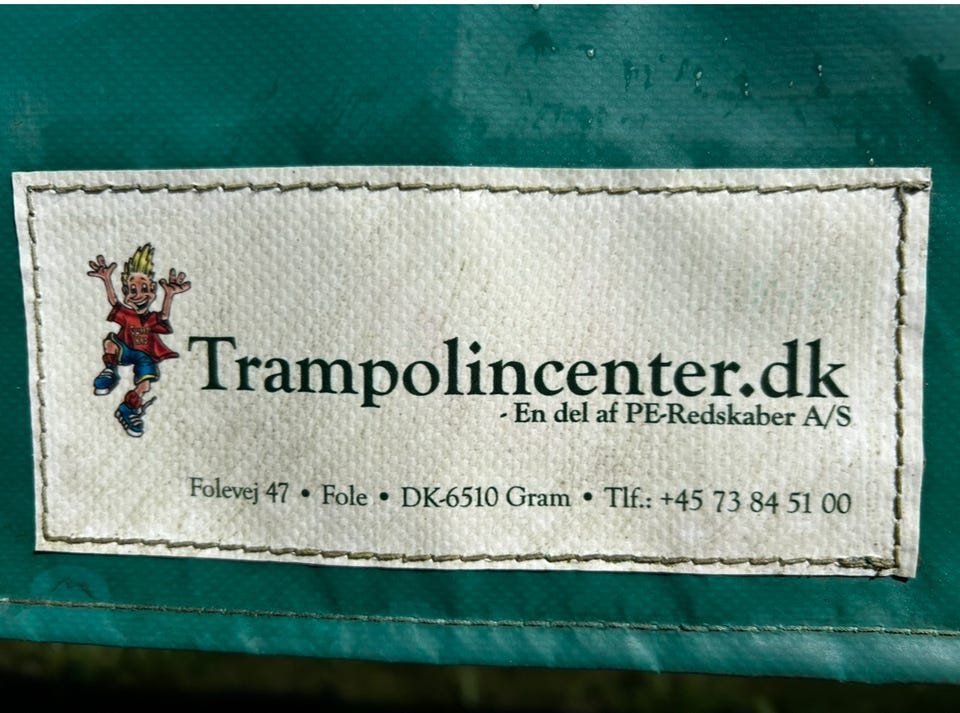 Trampolincenter.dk
- En del af PE-Redskaber A/S
Folevej 47 • Fole • DK-6510 Gram • Tlf.: +45 73 84 51 00